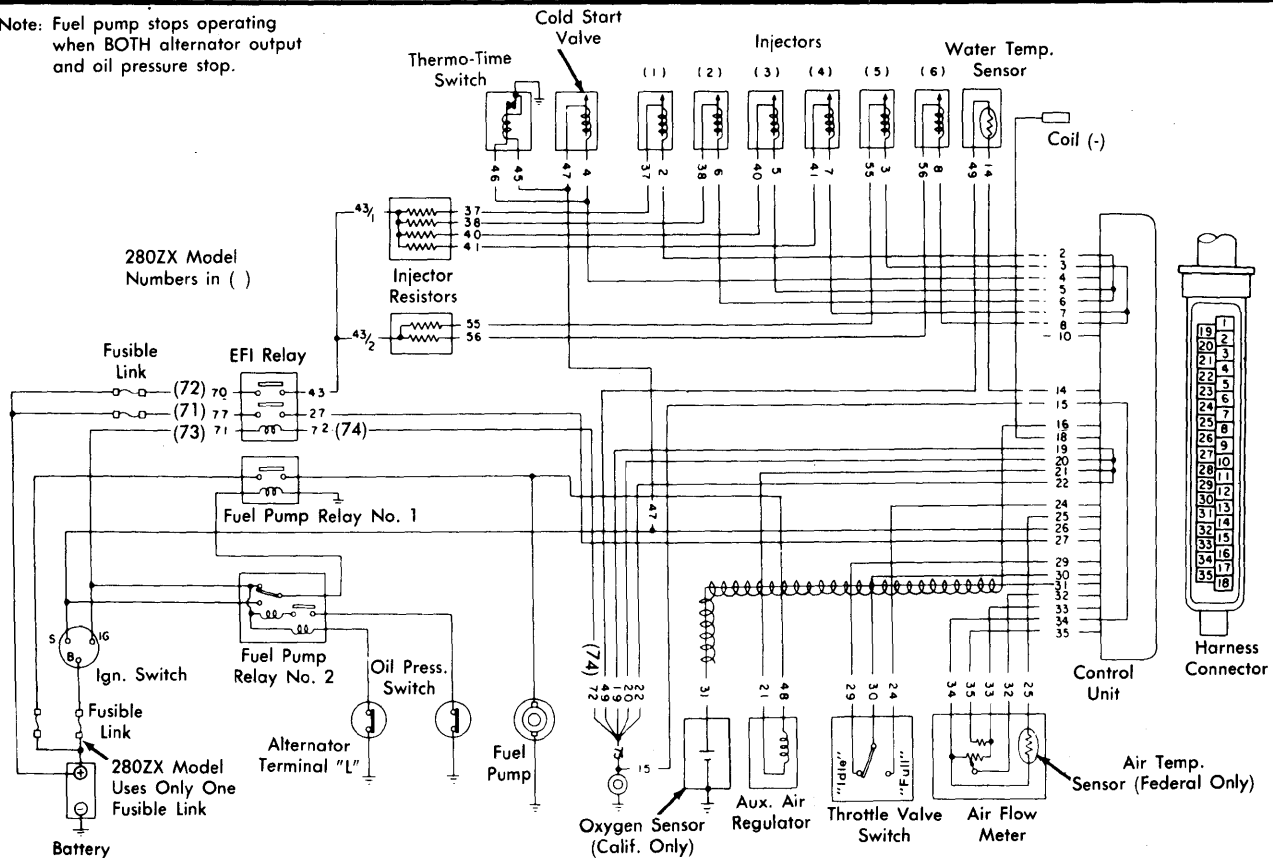 Note: Fuel pump stops operating
when BOTH alternator output
and oil pressure stop.
Cold Start
Valve
Thermo-Time
Switch
Injectors
(1) (2) (3) (4) (5) (6)
Water Temp.
Sensor
Coil (-)
46 45 47 4 37 2 38 6 40 5 41 7 55 3 56 8 49 14
43/1
37
38
40
41
280ZX Model
Numbers in ( )
Injector
Resistors
43/2
55
56
Fusible
Link
EFI Relay
(72) 70 43
(71) 77 27
(73) 71 72 (74)
Fuel Pump Relay No. 1
47
2
3
4
5
6
7
8
10
14
15
16
18
19
20
21
22
24
25
26
27
29
30
31
32
33
34
35
Control
Unit
1
2
3
4
5
6
7
8
9
10
11
12
13
14
15
16
17
18
19
20
21
22
23
24
25
26
27
28
29
30
31
32
33
34
35
Harness
Connector
S IG
B
Ign. Switch
Fuel Pump
Relay No. 2
Oil Press.
Switch
Fusible
Link
280ZX Model
Uses Only One
Fusible Link
Battery
Alternator
Terminal "L"
Fuel
Pump
(74)
72 49 19 20 22
15
31
Oxygen Sensor
(Calif. Only)
21 48
Aux. Air
Regulator
29 30 24
"Idle" "Full"
Throttle Valve
Switch
34 35 33 32 25
Air Flow
Meter
Air Temp.
Sensor (Federal Only)